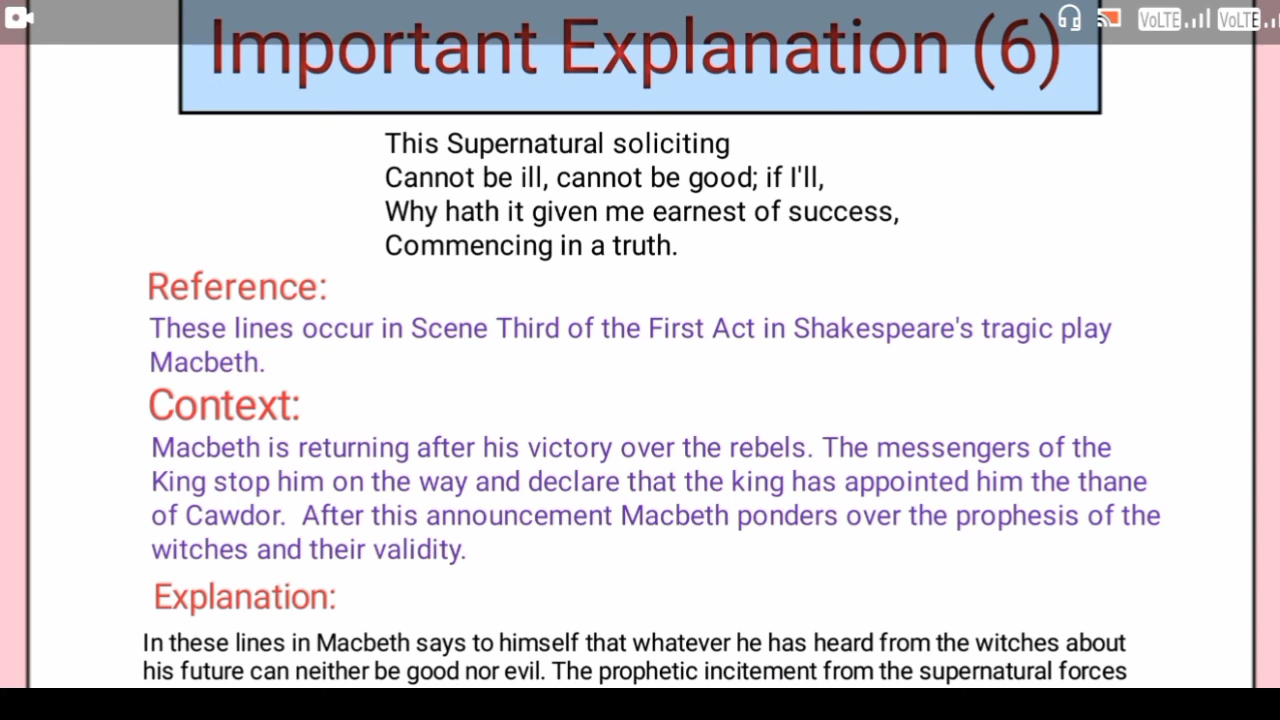 VoLTE VoLTE
Important Explanation (6)
This Supernatural soliciting
Cannot be ill, cannot be good; if I'll,
Why hath it given me earnest of success,
Commencing in a truth.
Reference:
These lines occur in Scene Third of the First Act in Shakespeare's tragic play
Macbeth.
Context:
Macbeth is returning after his victory over the rebels. The messengers of the
King stop him on the way and declare that the king has appointed him the thane
of Cawdor.  After this announcement Macbeth ponders over the prophesis of the
witches and their validity.
Explanation:
In these lines in Macbeth says to himself that whatever he has heard from the witches about
his future can neither be good nor evil. The prophetic incitement from the supernatural forces